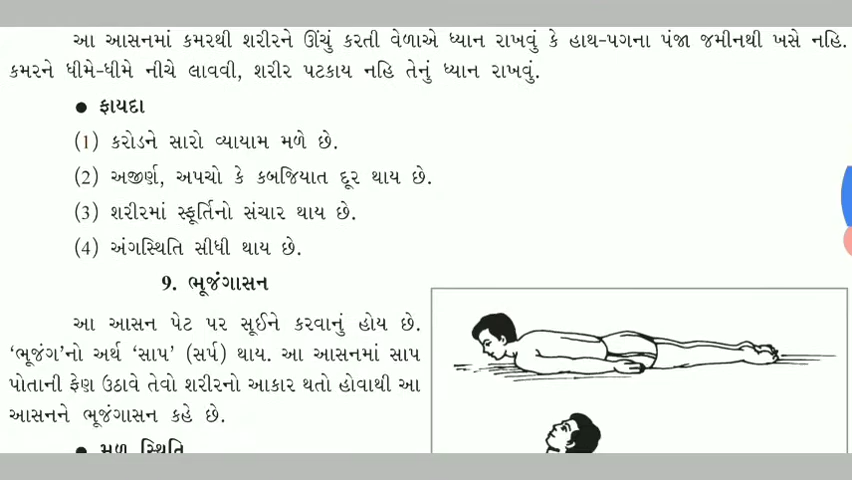 આ આસનમાં કમરથી શરીરને ઊંચું કરતી વેળાએ ધ્યાન રાખવું કે હાથ-પગના પંજા જમીનથી ખસે નહિ.
કમરને ધીમે-ધીમે નીચે લાવવી, શરીર પટકાય નહિ તેનું ધ્યાન રાખવું.
● ફાયદા
(1) કરોડને સારો વ્યાયામ મળે છે.
(2) અજીર્ણ, અપચો કે કબજિયાત દૂર થાય છે.
(3) શરીરમાં સ્ફૂર્તિનો સંચાર થાય છે.
(4) અંગસ્થિતિ સીધી થાય છે.
9. ભૂજંગાસન
આ આસન પેટ પર સૂઈને કરવાનું હોય છે.
‘ભૂજંગ’નો અર્થ ‘સાપ’ (સર્પ) થાય. આ આસનમાં સાપ
પોતાની ફેણ ઉઠાવે તેવો શરીરનો આકાર થતો હોવાથી આ
આસનને ભૂજંગાસન કહે છે.
● મૂળ સ્થિતિ